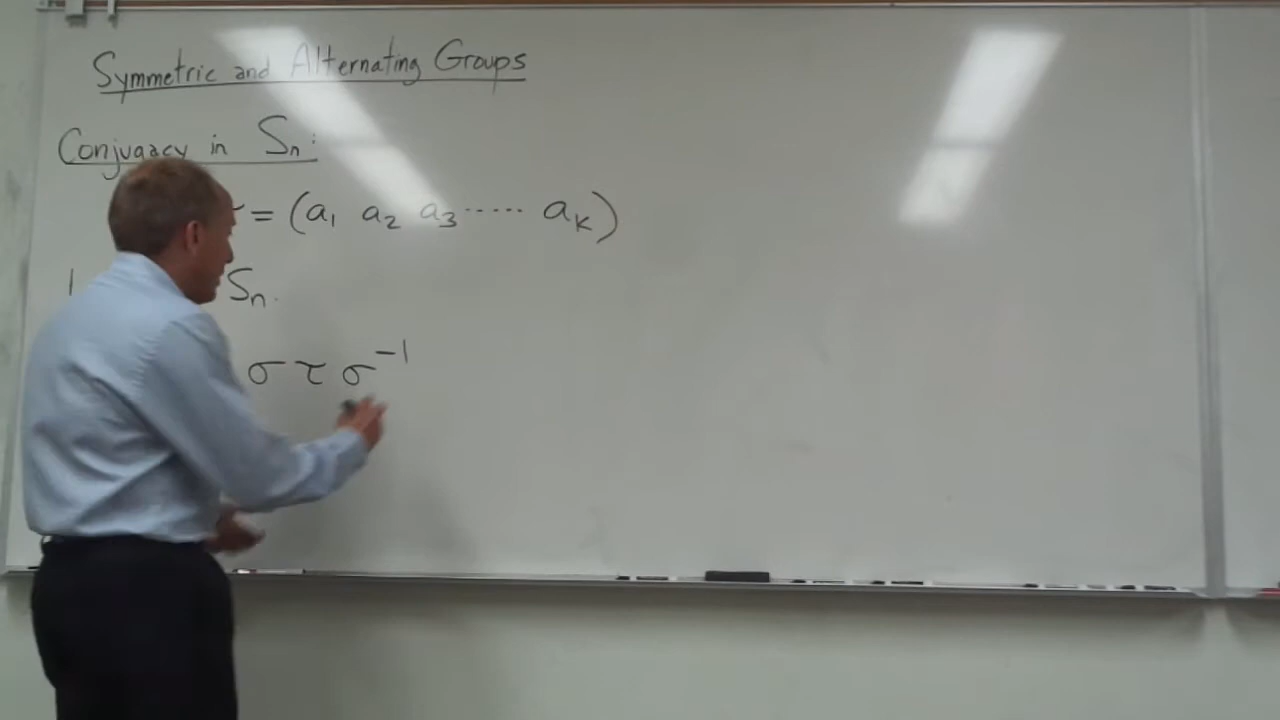 Symmetric and Alternating Groups
Conjugacy in Sₙ:
= (a₁ a₂ a₃ ...... aₖ)
Sₙ.
σ τ σ⁻¹